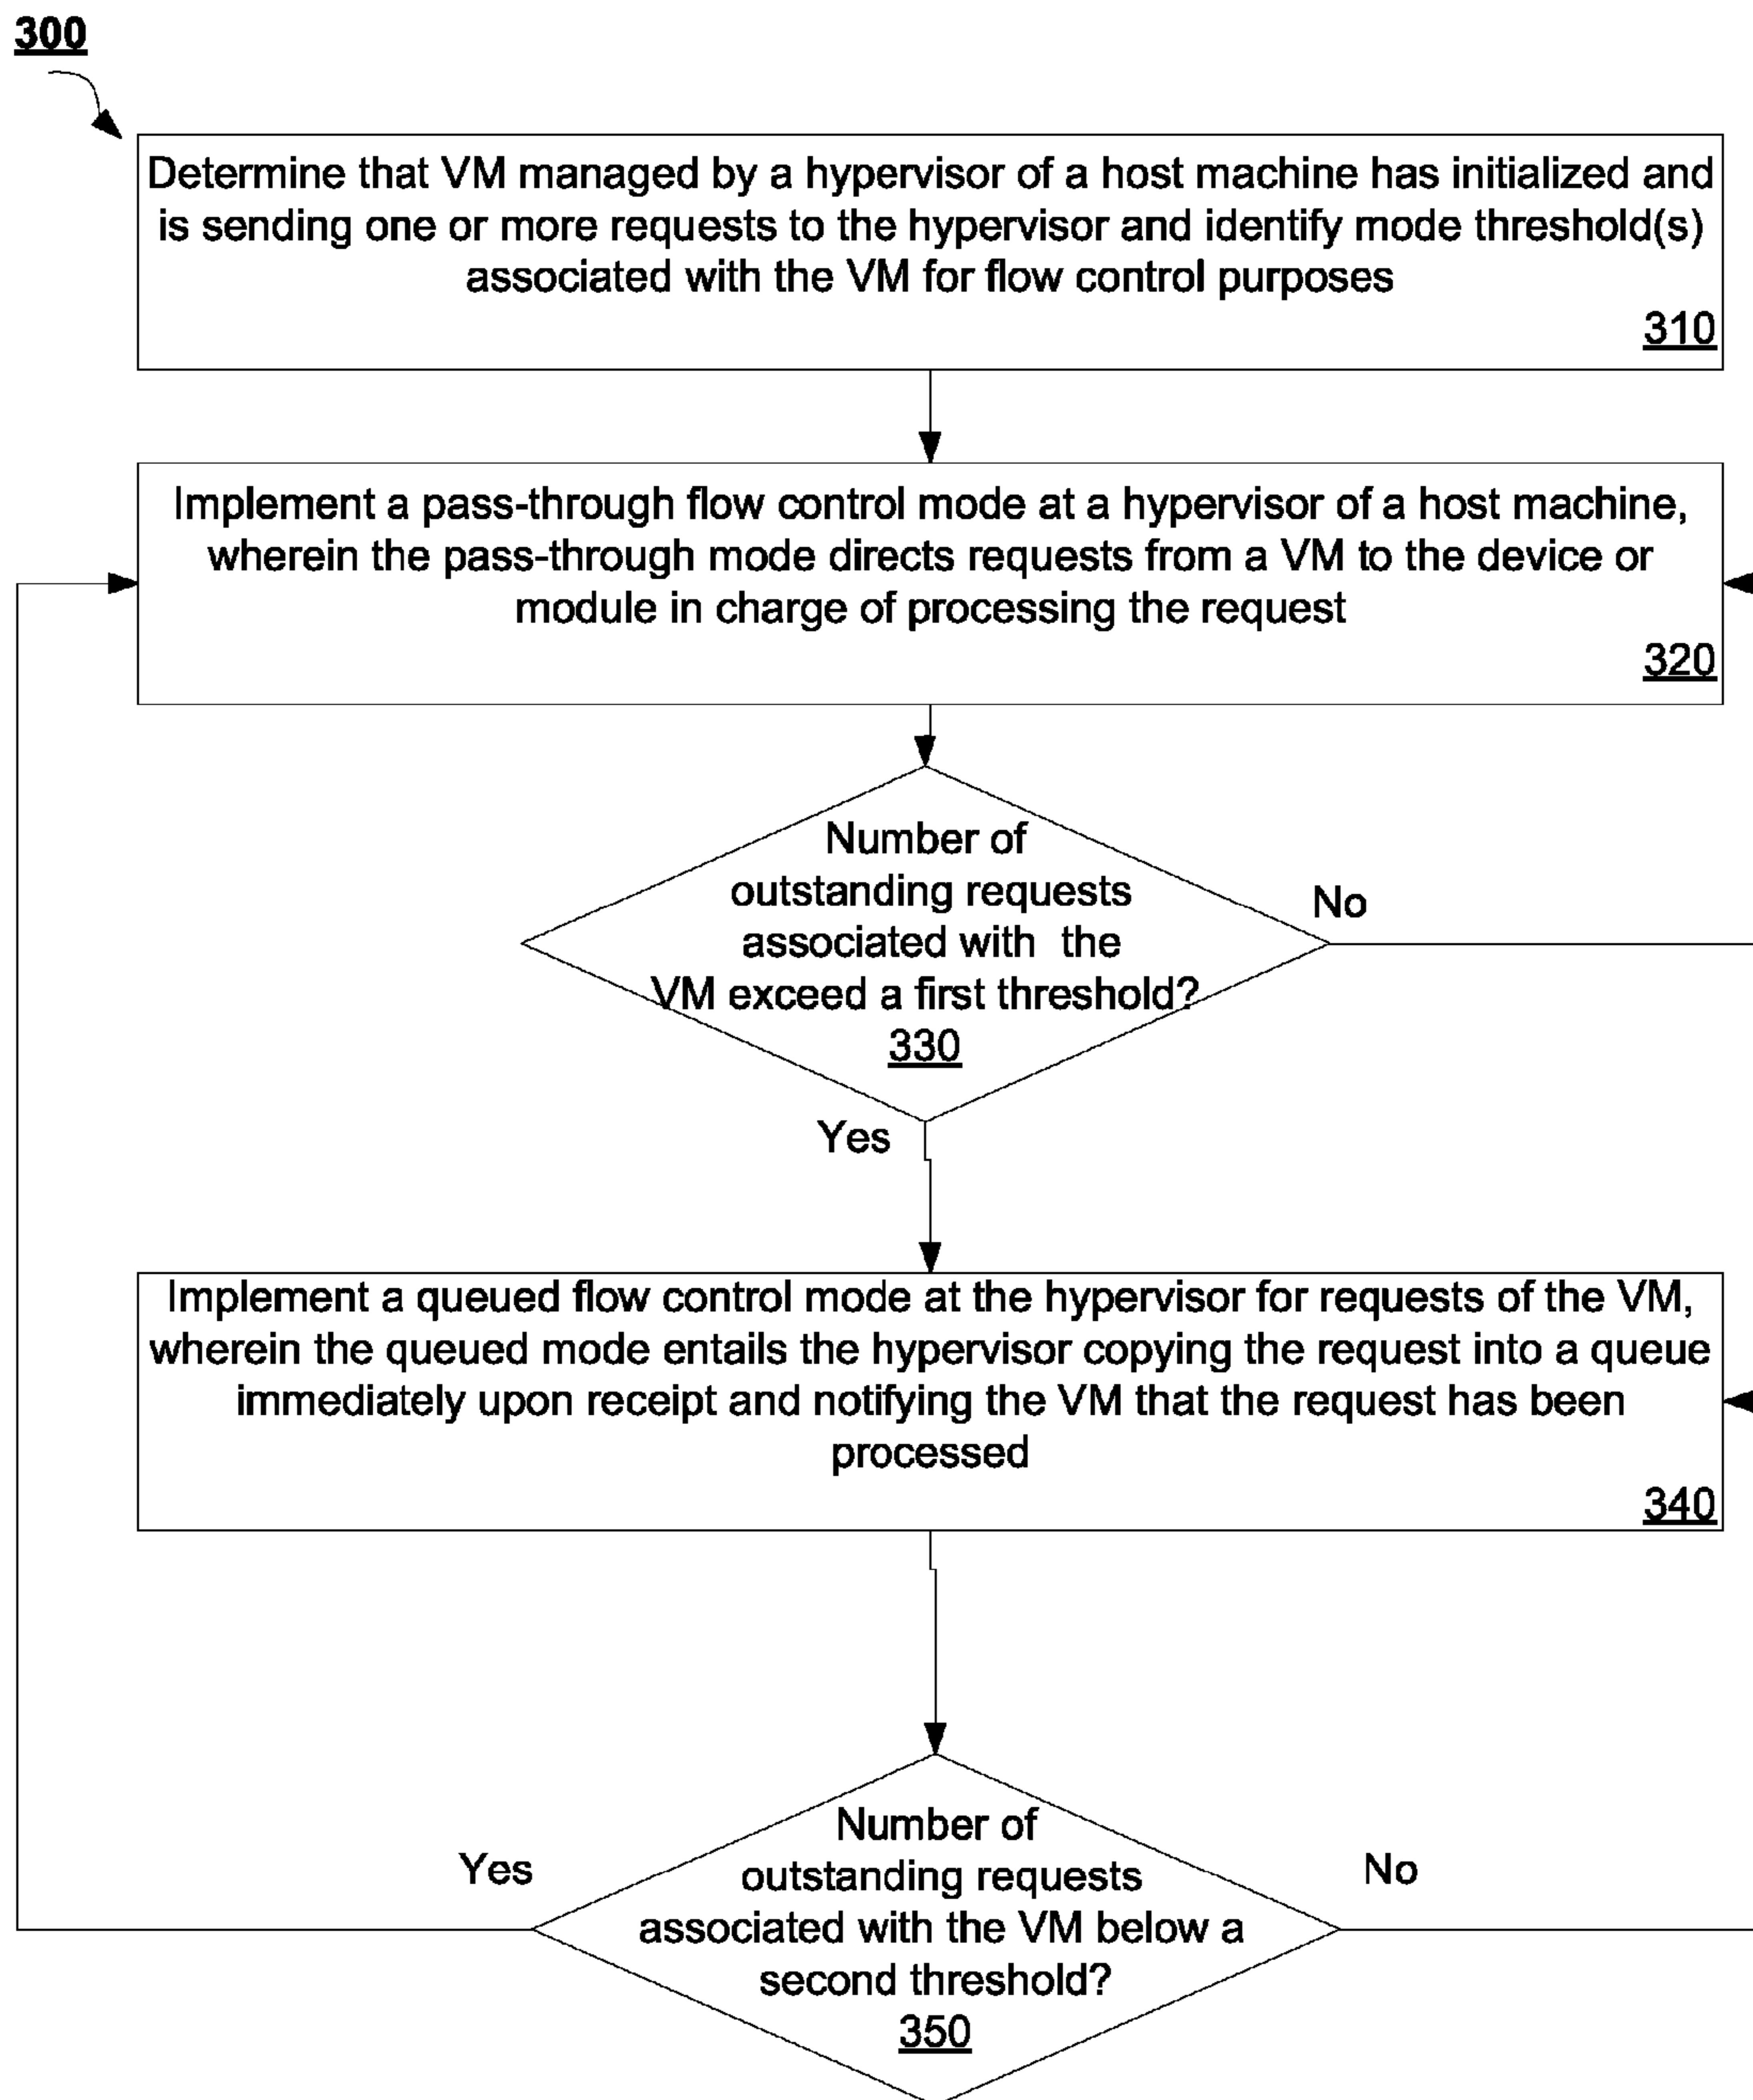 300
Determine that VM managed by a hypervisor of a host machine has initialized and
is sending one or more requests to the hypervisor and identify mode threshold(s)
associated with the VM for flow control purposes
310
Implement a pass-through flow control mode at a hypervisor of a host machine,
wherein the pass-through mode directs requests from a VM to the device or
module in charge of processing the request
320
Number of
outstanding requests
associated with the
VM exceed a first threshold?
330
No
Yes
Implement a queued flow control mode at the hypervisor for requests of the VM,
wherein the queued mode entails the hypervisor copying the request into a queue
immediately upon receipt and notifying the VM that the request has been
processed
340
Number of
outstanding requests
associated with the VM below a
second threshold?
350
Yes
No